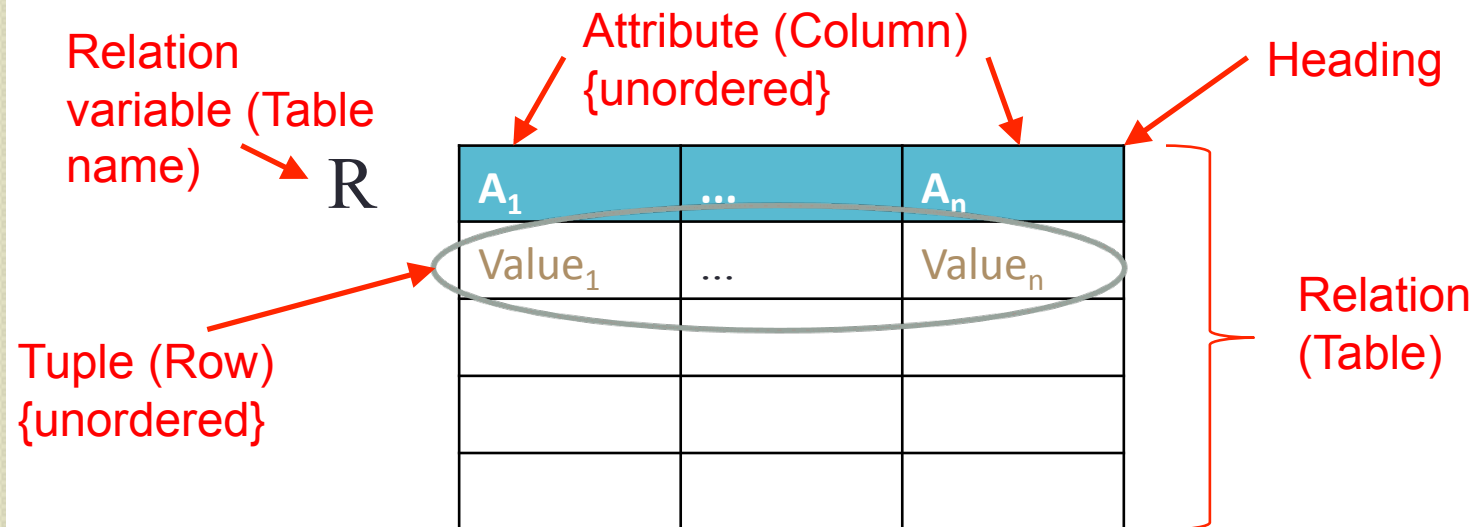 Relation
variable (Table
name)
R
Attribute (Column)
{unordered}
Heading
A₁ ... Aₙ
Value₁ ... Valueₙ
Tuple (Row)
{unordered}
Relation
(Table)